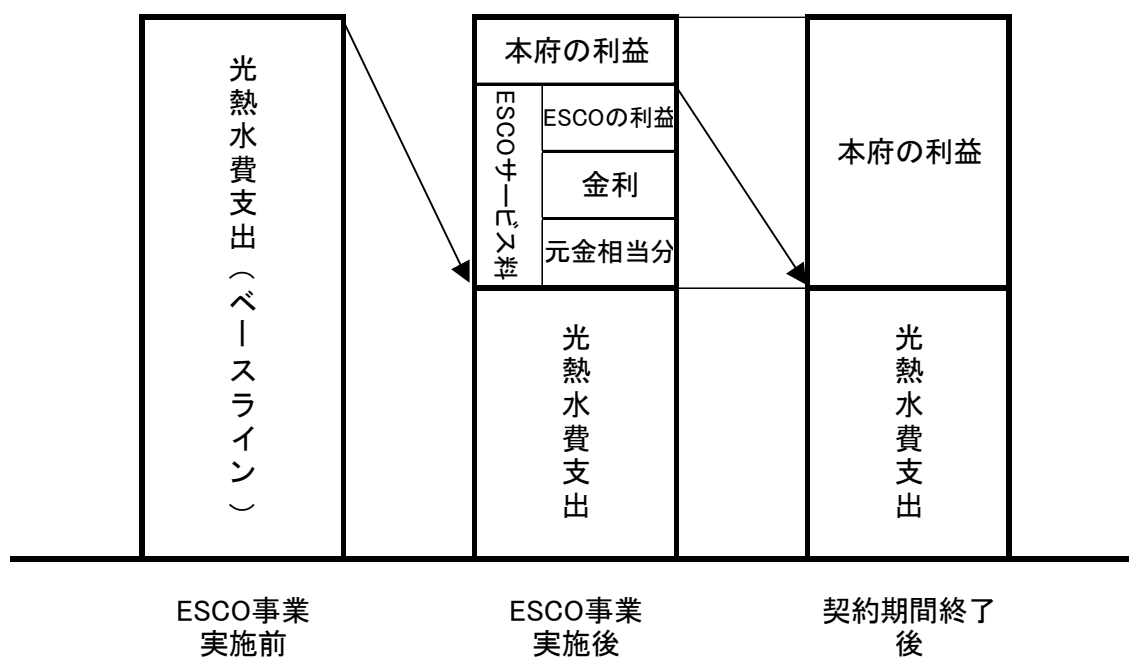 光熱水費支出（ベースライン）
本府の利益
ESCOサービス料
ESCOの利益
金利
元金相当分
光熱水費支出
本府の利益
光熱水費支出
ESCO事業
実施前
ESCO事業
実施後
契約期間終了
後